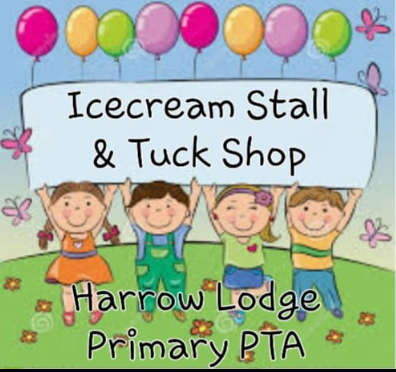 Icecream Stall
& Tuck Shop
Harrow Lodge
Primary PTA